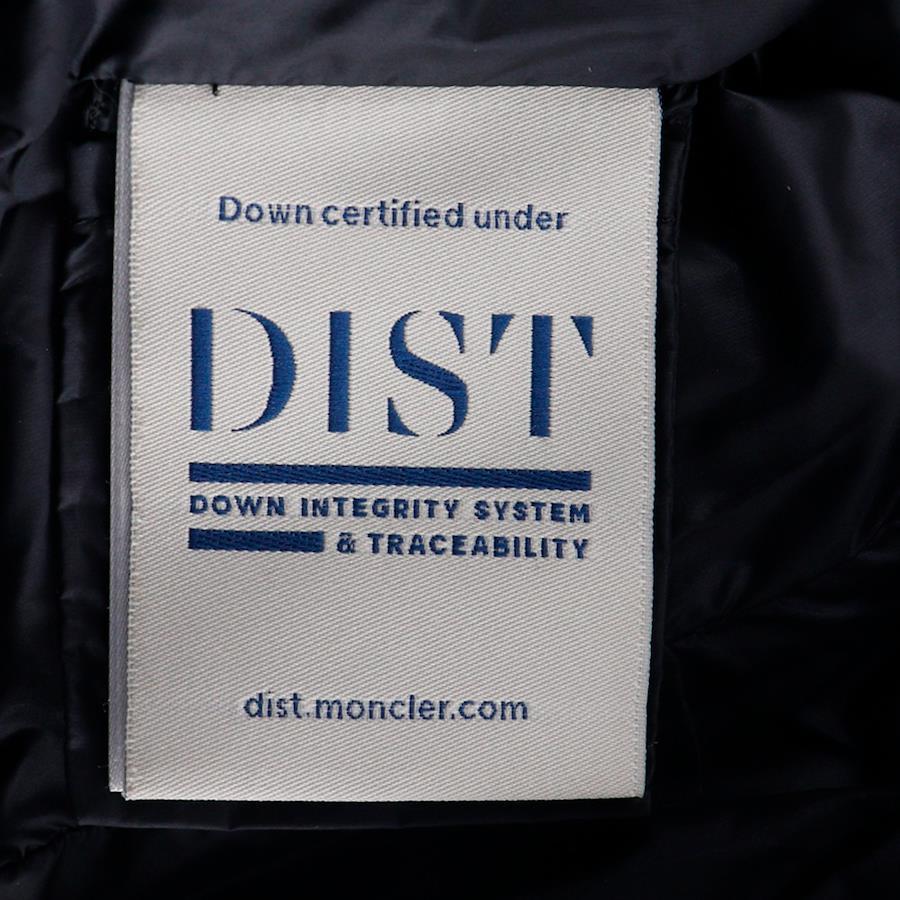 Down certified under
DIST
DOWN INTEGRITY SYSTEM
& TRACEABILITY
dist.moncler.com